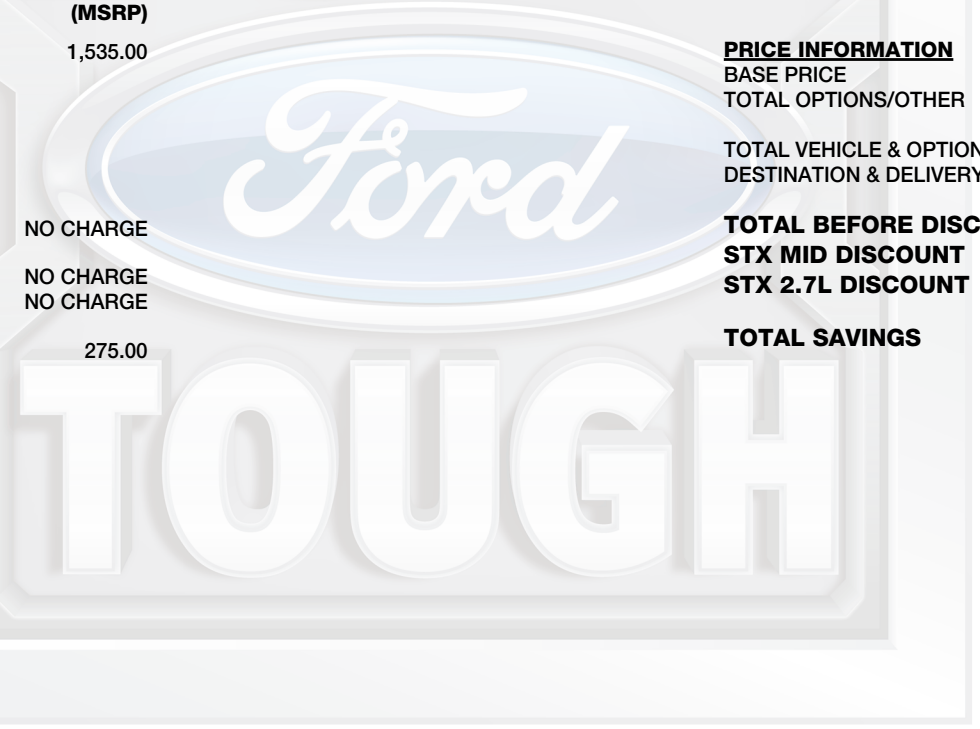 (MSRP)
1,535.00
NO CHARGE
NO CHARGE
NO CHARGE
275.00
PRICE INFORMATION
BASE PRICE
TOTAL OPTIONS/OTHER
TOTAL VEHICLE & OPTION
DESTINATION & DELIVERY
TOTAL BEFORE DISC
STX MID DISCOUNT
STX 2.7L DISCOUNT
TOTAL SAVINGS
Ford
TOUGH